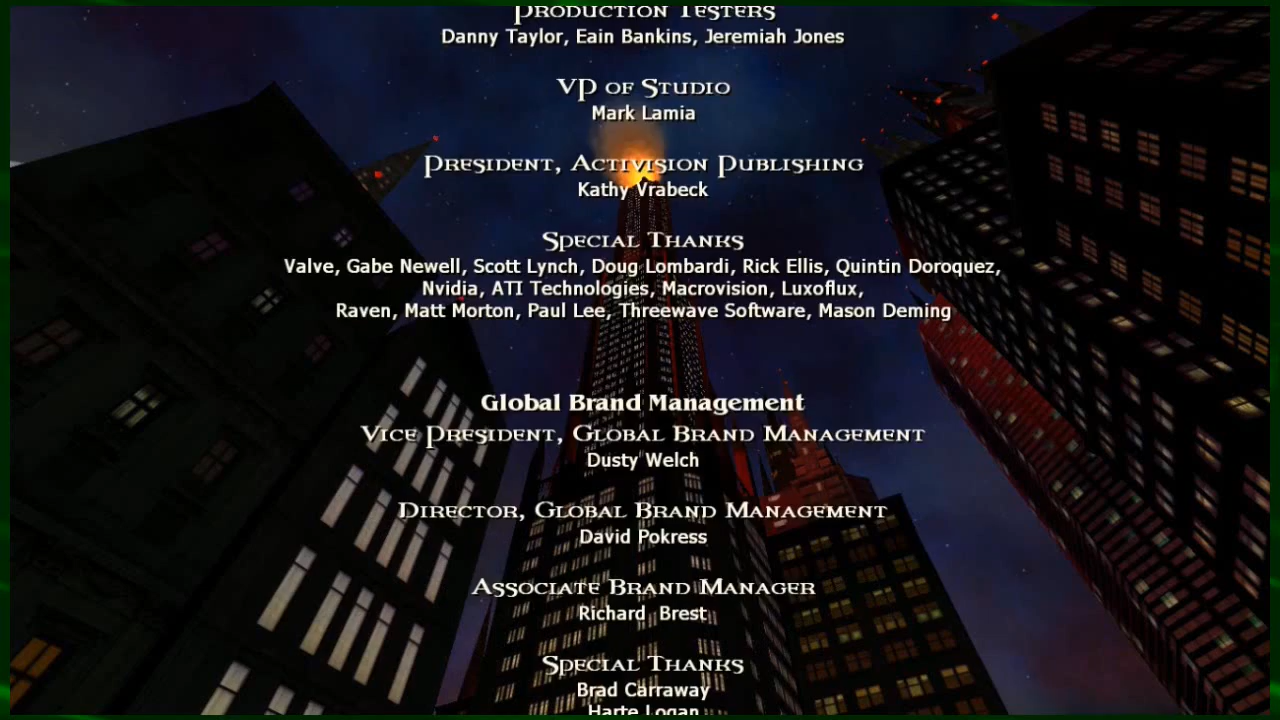 Production Testers
Danny Taylor, Eain Bankins, Jeremiah Jones
VP of Studio
Mark Lamia
President, Activision Publishing
Kathy Vrabeck
Special Thanks
Valve, Gabe Newell, Scott Lynch, Doug Lombardi, Rick Ellis, Quintin Doroquez,
Nvidia, ATI Technologies, Macrovision, Luxoflux,
Raven, Matt Morton, Paul Lee, Threewave Software, Mason Deming
Global Brand Management
Vice President, Global Brand Management
Dusty Welch
Director, Global Brand Management
David Pokress
Associate Brand Manager
Richard Brest
Special Thanks
Brad Carraway
Harte Logan